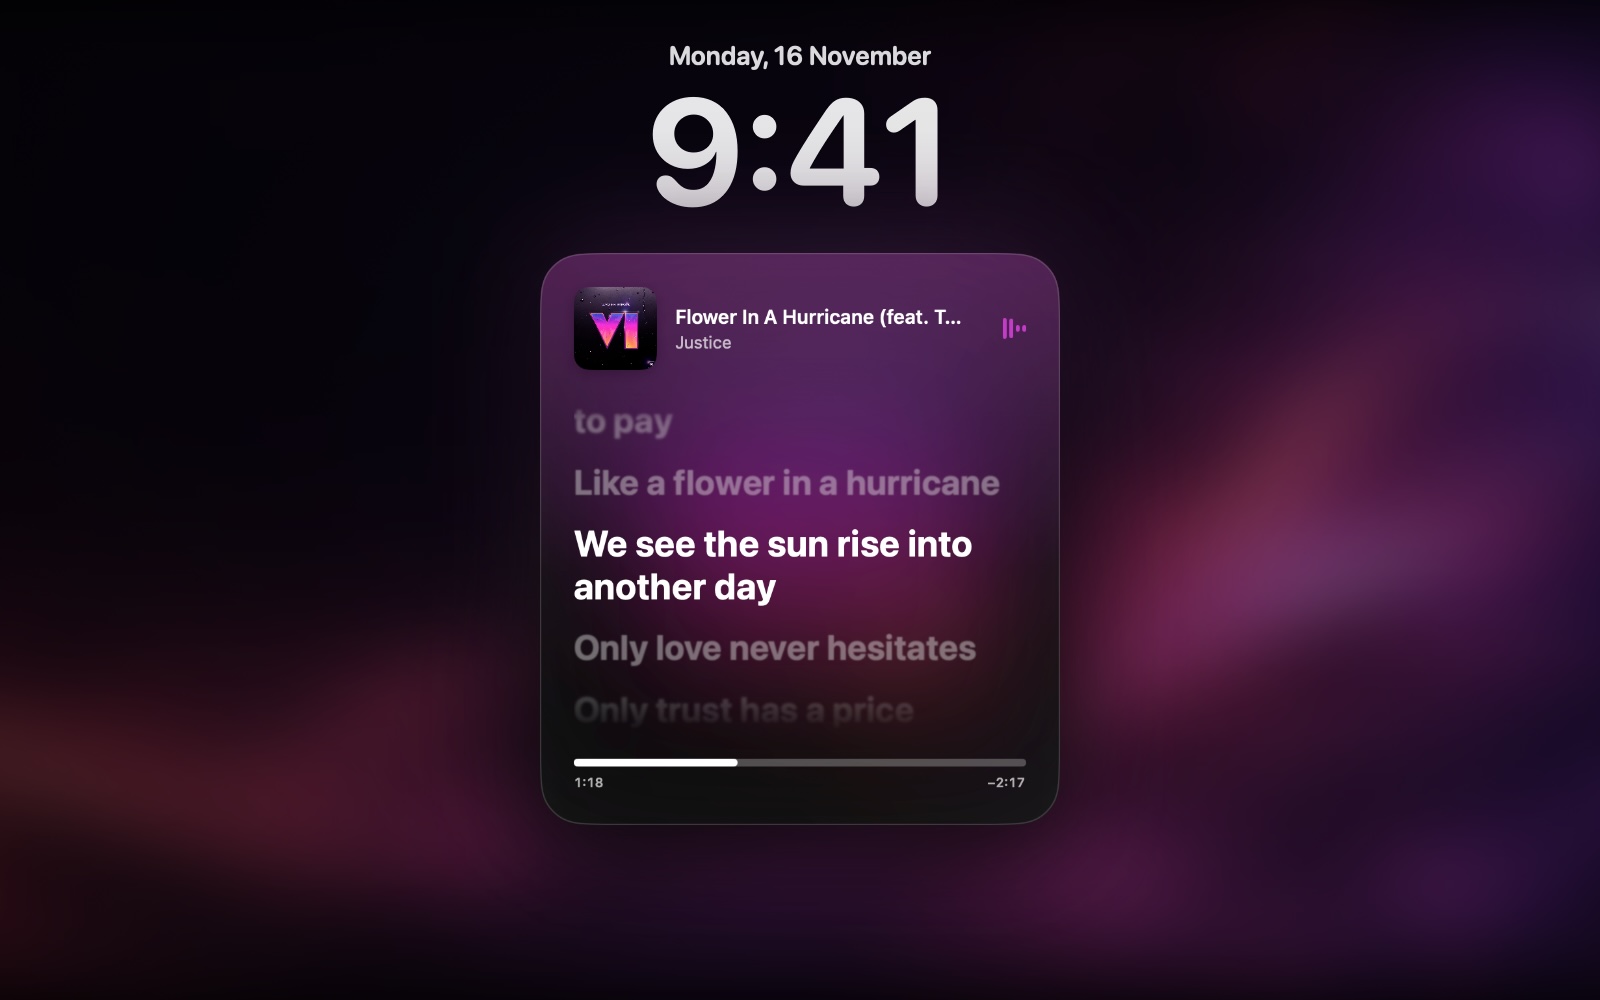 Monday, 16 November
9:41
VI
Flower In A Hurricane (feat. T...
Justice
to pay
Like a flower in a hurricane
We see the sun rise into
another day
Only love never hesitates
Only trust has a price
1:18
−2:17